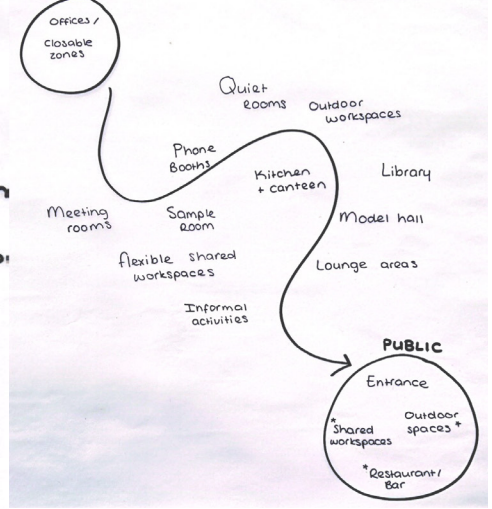 Offices /
Closable
zones
Quiet
rooms
Outdoor
workspaces
Phone
Booths
Kitchen
+ canteen
Library
Meeting
rooms
Sample
Room
Model hall
flexible shared
workspaces
Lounge areas
Informal
activities
PUBLIC
Entrance
Outdoor
spaces *
* Shared
workspaces
* Restaurant/
Bar